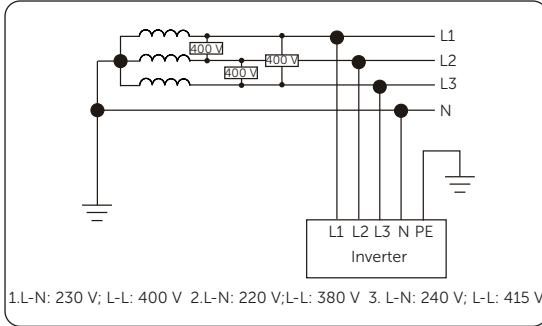 L1
400 V
400 V
L2
400 V
L3
N
L1 L2 L3 N PE
Inverter
1.L-N: 230 V; L-L: 400 V 2.L-N: 220 V;L-L: 380 V 3. L-N: 240 V; L-L: 415 V